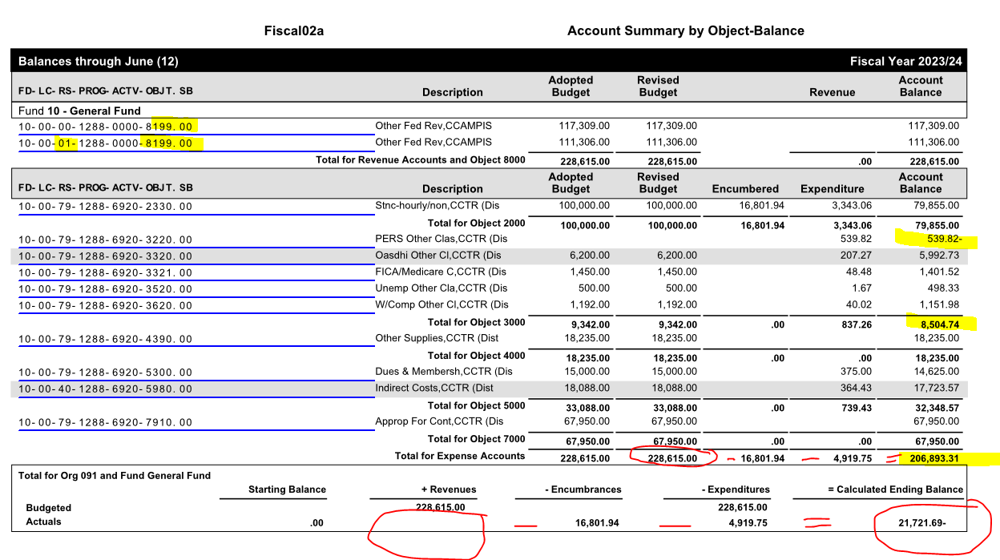 Fiscal02a Account Summary by Object-Balance
Balances through June (12) Fiscal Year 2023/24
FD- LC- RS- PROG- ACTV- OBJT. SB Description Adopted Budget Revised Budget Revenue Account Balance
Fund 10 - General Fund
10- 00- 00- 1288- 0000- 8199. 00 Other Fed Rev,CCAMPIS 117,309.00 117,309.00 117,309.00
10- 00- 01- 1288- 0000- 8199. 00 Other Fed Rev,CCAMPIS 111,306.00 111,306.00 111,306.00
Total for Revenue Accounts and Object 8000 228,615.00 228,615.00 .00 228,615.00
FD- LC- RS- PROG- ACTV- OBJT. SB Description Adopted Budget Revised Budget Encumbered Expenditure Account Balance
10- 00- 79- 1288- 6920- 2330. 00 Stnc-hourly/non,CCTR (Dis 100,000.00 100,000.00 16,801.94 3,343.06 79,855.00
Total for Object 2000 100,000.00 100,000.00 16,801.94 3,343.06 79,855.00
10- 00- 79- 1288- 6920- 3220. 00 PERS Other Clas,CCTR (Dis 539.82 539.82-
10- 00- 79- 1288- 6920- 3320. 00 Oasdhi Other Cl,CCTR (Dis 6,200.00 6,200.00 207.27 5,992.73
10- 00- 79- 1288- 6920- 3321. 00 FICA/Medicare C,CCTR (Dis 1,450.00 1,450.00 48.48 1,401.52
10- 00- 79- 1288- 6920- 3520. 00 Unemp Other Cla,CCTR (Dis 500.00 500.00 1.67 498.33
10- 00- 79- 1288- 6920- 3620. 00 W/Comp Other Cl,CCTR (Dis 1,192.00 1,192.00 40.02 1,151.98
Total for Object 3000 9,342.00 9,342.00 .00 837.26 8,504.74
10- 00- 79- 1288- 6920- 4390. 00 Other Supplies,CCTR (Dist 18,235.00 18,235.00 18,235.00
Total for Object 4000 18,235.00 18,235.00 .00 .00 18,235.00
10- 00- 79- 1288- 6920- 5300. 00 Dues & Membersh,CCTR (Dis 15,000.00 15,000.00 375.00 14,625.00
10- 00- 40- 1288- 6920- 5980. 00 Indirect Costs,CCTR (Dist 18,088.00 18,088.00 364.43 17,723.57
Total for Object 5000 33,088.00 33,088.00 .00 739.43 32,348.57
10- 00- 79- 1288- 6920- 7910. 00 Approp For Cont,CCTR (Dis 67,950.00 67,950.00 67,950.00
Total for Object 7000 67,950.00 67,950.00 .00 .00 67,950.00
Total for Expense Accounts 228,615.00 228,615.00 - 16,801.94 - 4,919.75 = 206,893.31
Total for Org 091 and Fund General Fund
Starting Balance + Revenues - Encumbrances - Expenditures = Calculated Ending Balance
Budgeted 228,615.00 228,615.00
Actuals .00 - 16,801.94 - 4,919.75 = 21,721.69-